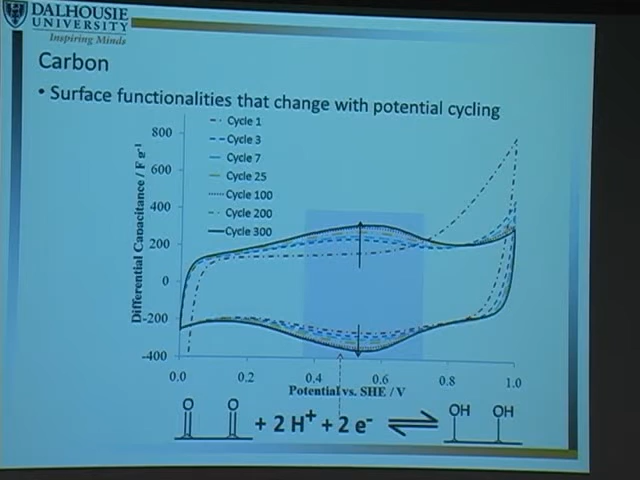 DALHOUSIE
UNIVERSITY
Inspiring Minds
Carbon
• Surface functionalities that change with potential cycling
Cycle 1
Cycle 3
Cycle 7
Cycle 25
Cycle 100
Cycle 200
Cycle 300
Differential Capacitance / F g⁻¹
800
600
400
200
0
-200
-400
0.0 0.2 0.4 0.6 0.8 1.0
Potential vs. SHE / V
O O + 2 H⁺ + 2 e⁻ ⇌ OH OH